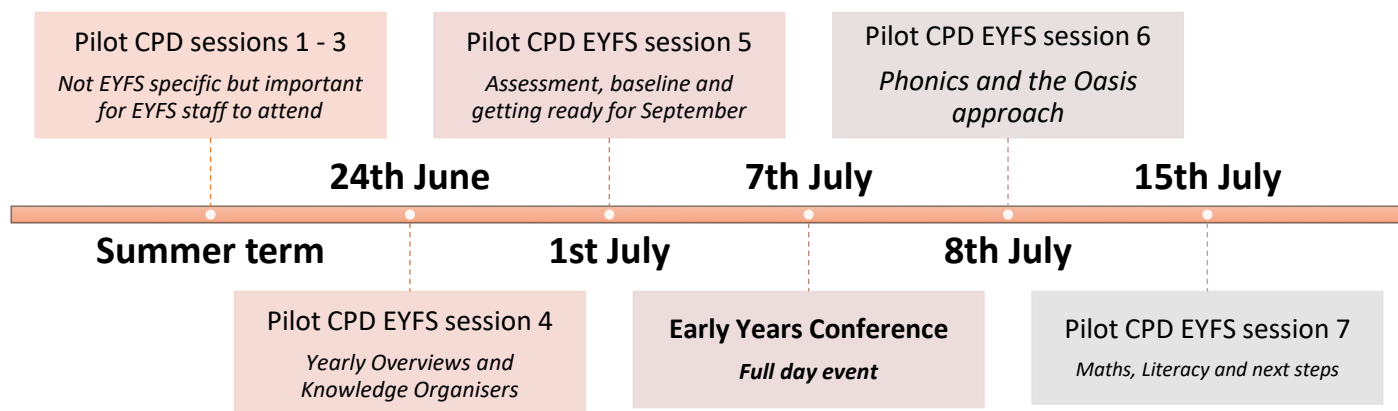 Pilot CPD sessions 1 - 3
Not EYFS specific but important
for EYFS staff to attend
Pilot CPD EYFS session 5
Assessment, baseline and
getting ready for September
Pilot CPD EYFS session 6
Phonics and the Oasis
approach
24th June
7th July
15th July
Summer term
1st July
8th July
Pilot CPD EYFS session 4
Yearly Overviews and
Knowledge Organisers
Early Years Conference
Full day event
Pilot CPD EYFS session 7
Maths, Literacy and next steps